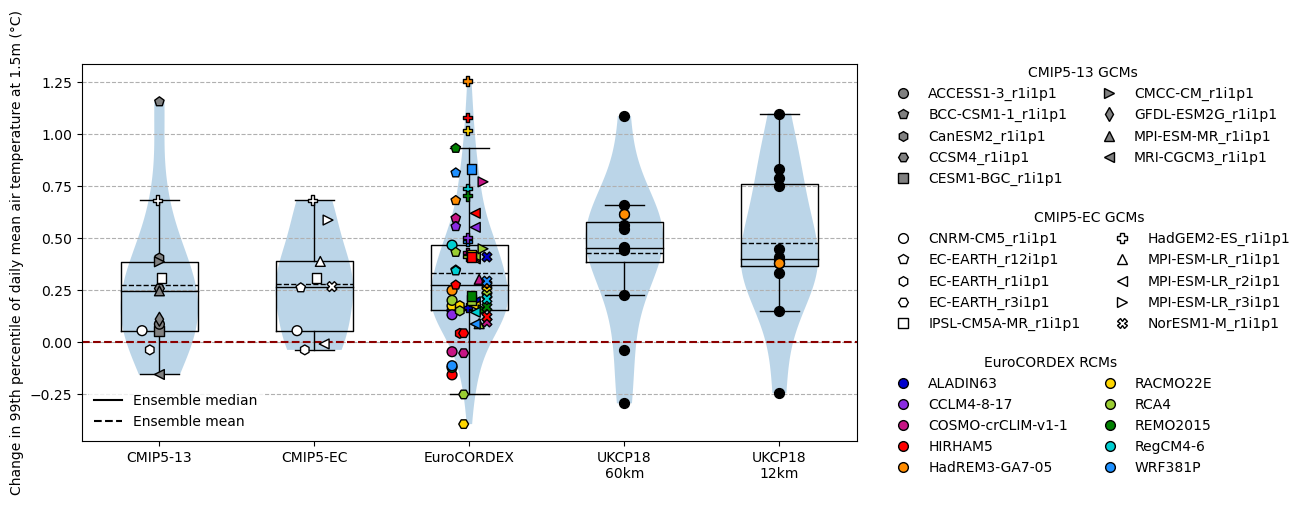 Change in 99th percentile of daily mean air temperature at 1.5m (°C)
1.25
1.00
0.75
0.50
0.25
0.00
−0.25
Ensemble median
Ensemble mean
CMIP5-13
CMIP5-EC
EuroCORDEX
UKCP18
60km
UKCP18
12km
CMIP5-13 GCMs
ACCESS1-3_r1i1p1
BCC-CSM1-1_r1i1p1
CanESM2_r1i1p1
CCSM4_r1i1p1
CESM1-BGC_r1i1p1
CMCC-CM_r1i1p1
GFDL-ESM2G_r1i1p1
MPI-ESM-MR_r1i1p1
MRI-CGCM3_r1i1p1
CMIP5-EC GCMs
CNRM-CM5_r1i1p1
EC-EARTH_r12i1p1
EC-EARTH_r1i1p1
EC-EARTH_r3i1p1
IPSL-CM5A-MR_r1i1p1
HadGEM2-ES_r1i1p1
MPI-ESM-LR_r1i1p1
MPI-ESM-LR_r2i1p1
MPI-ESM-LR_r3i1p1
NorESM1-M_r1i1p1
EuroCORDEX RCMs
ALADIN63
CCLM4-8-17
COSMO-crCLIM-v1-1
HIRHAM5
HadREM3-GA7-05
RACMO22E
RCA4
REMO2015
RegCM4-6
WRF381P